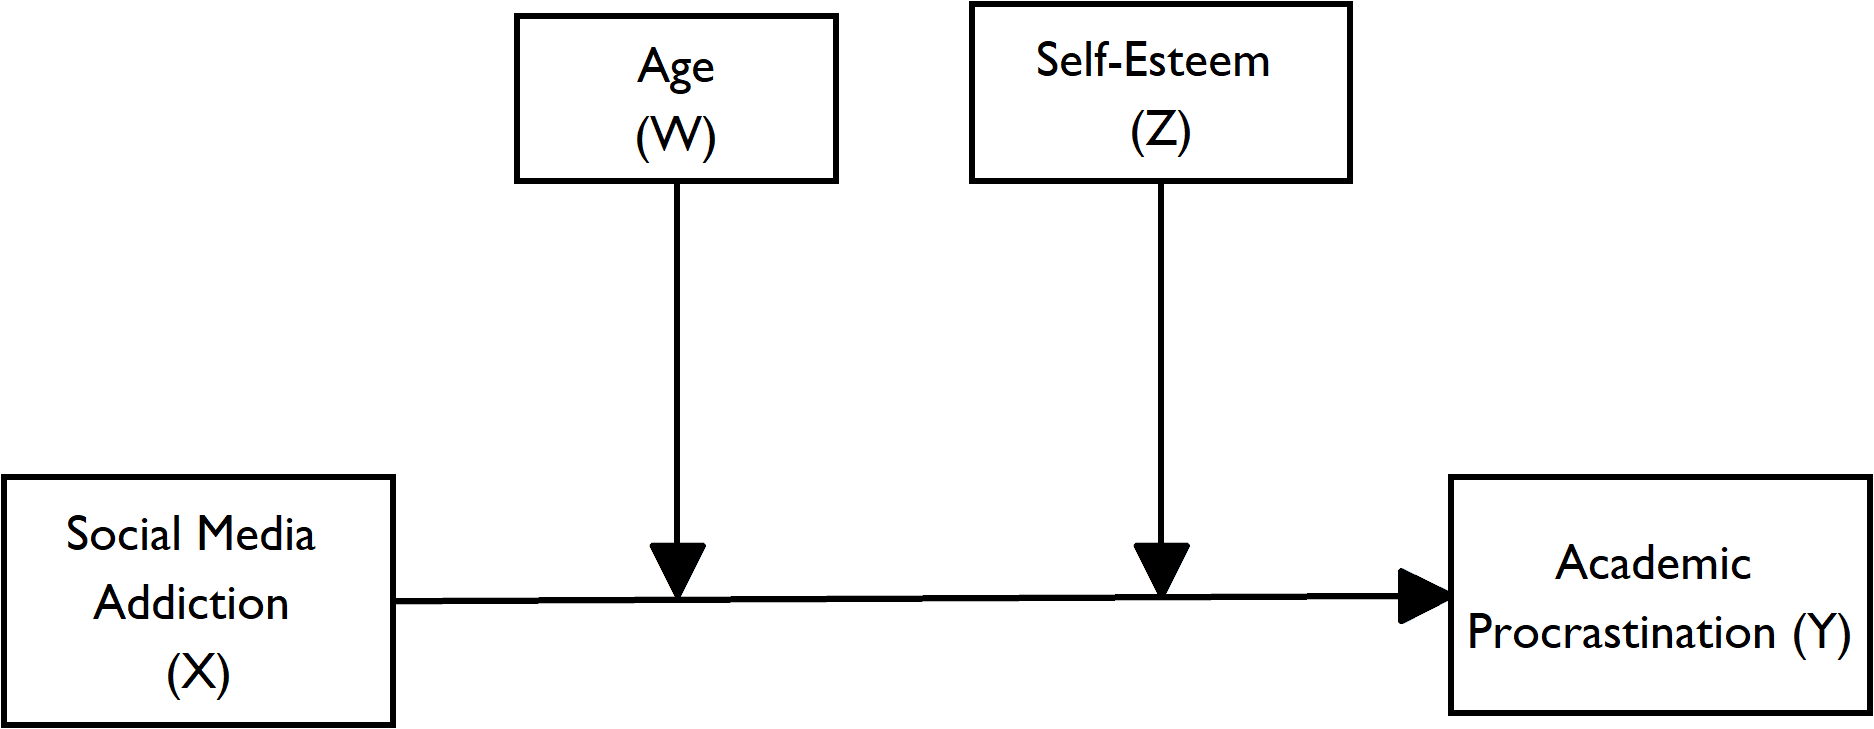 Age
(W)
Self-Esteem
(Z)
Social Media
Addiction
(X)
Academic
Procrastination (Y)